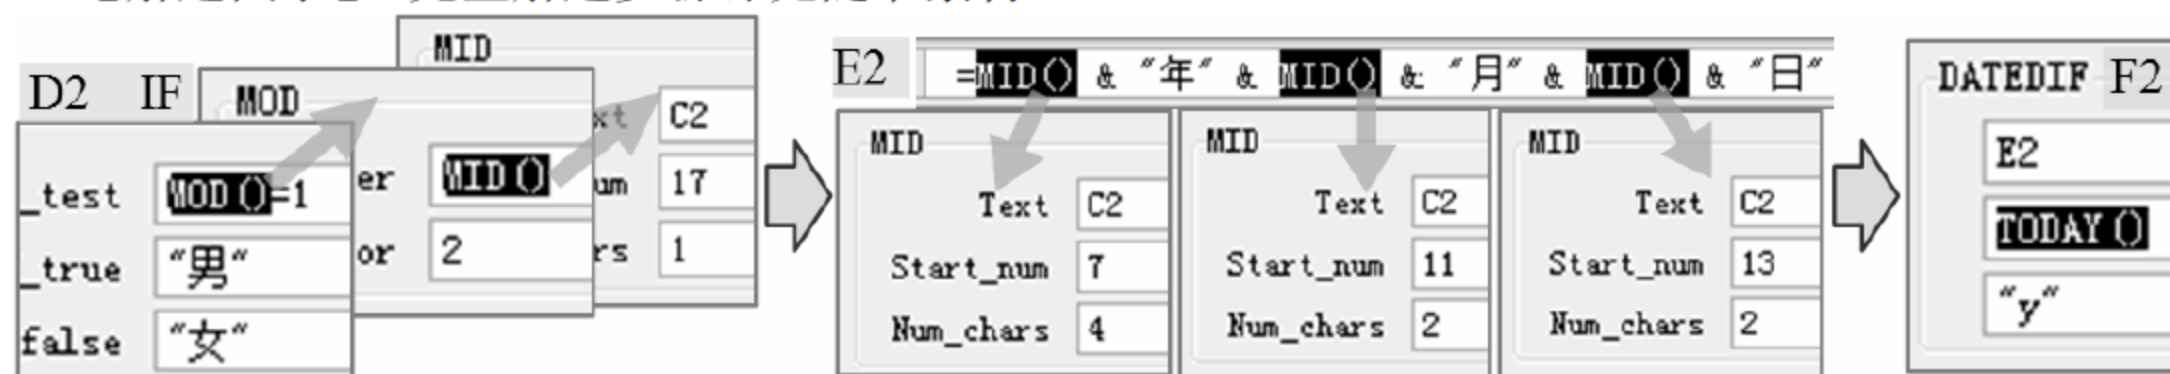 D2 IF
_test MOD()=1
_true "男"
false "女"
MOD
er MID()
or 2
MID
xt C2
um 17
rs 1
E2 =MID() & "年" & MID() & "月" & MID() & "日"
MID
Text C2
Start_num 7
Num_chars 4
MID
Text C2
Start_num 11
Num_chars 2
MID
Text C2
Start_num 13
Num_chars 2
DATEDIF F2
E2
TODAY()
"y"